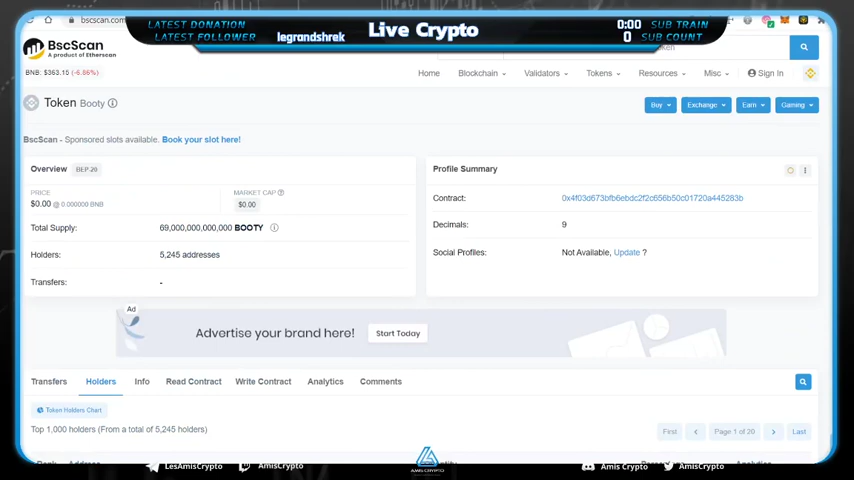 bscscan.com
LATEST DONATION
LATEST FOLLOWER legrandshrek
Live Crypto
0:00 SUB TRAIN
0 SUB COUNT
BscScan
A product of Etherscan
BNB: $363.15 (-6.86%)
Home Blockchain Validators Tokens Resources Misc Sign In
Token Booty
Buy Exchange Earn Gaming
BscScan - Sponsored slots available. Book your slot here!
Overview BEP-20
PRICE
$0.00 @ 0.000000 BNB
MARKET CAP
$0.00
Total Supply: 69,000,000,000,000 BOOTY
Holders: 5,245 addresses
Transfers: -
Profile Summary
Contract: 0x4f03d673bfb6ebdc2f2c656b50c01720a445283b
Decimals: 9
Social Profiles: Not Available, Update ?
Ad
Advertise your brand here! Start Today
Transfers Holders Info Read Contract Write Contract Analytics Comments
Token Holders Chart
Top 1,000 holders (From a total of 5,245 holders)
First Page 1 of 20 Last
LesAmisCrypto AmisCrypto AMIS CRYPTO Amis Crypto AmisCrypto